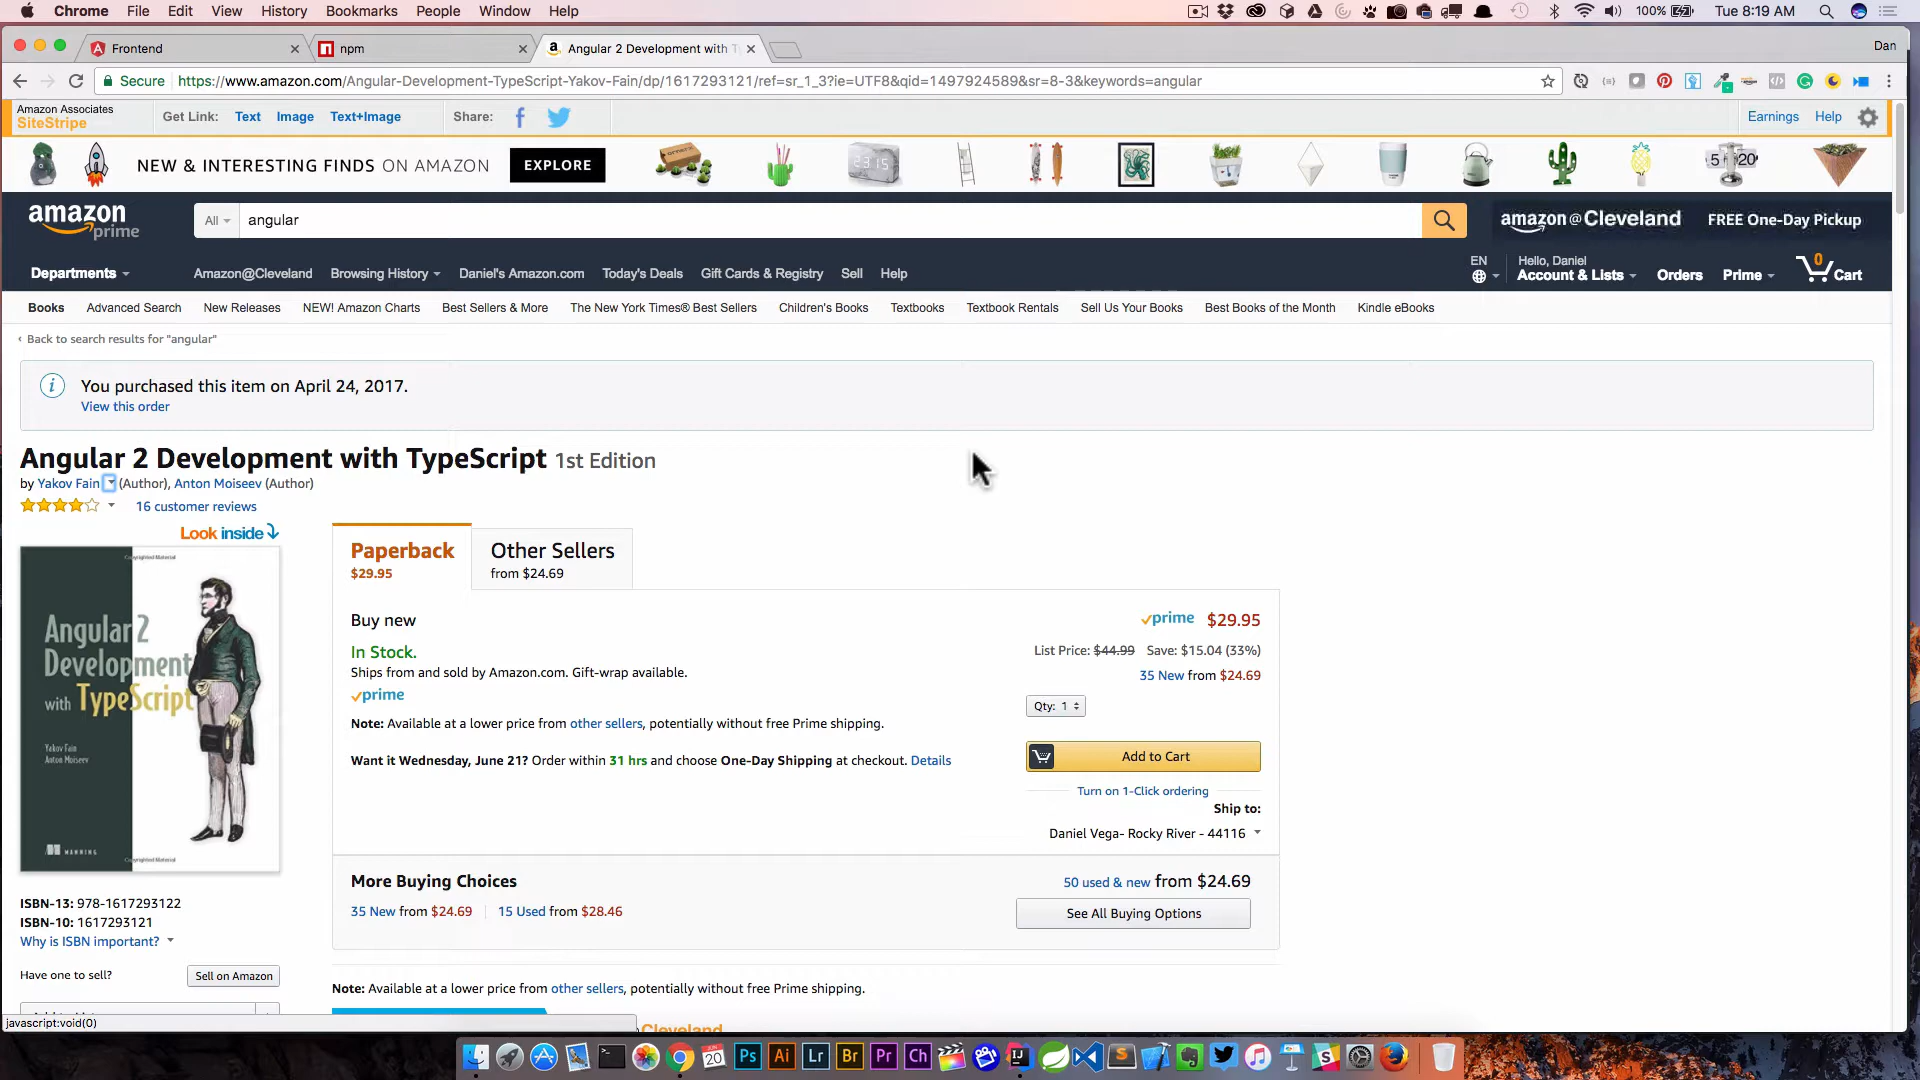 Chrome File Edit View History Bookmarks People Window Help 100% Tue 8:19 AM
Frontend npm Angular 2 Development with T Dan
Secure https://www.amazon.com/Angular-Development-TypeScript-Yakov-Fain/dp/1617293121/ref=sr_1_3?ie=UTF8&qid=1497924589&sr=8-3&keywords=angular
Amazon Associates
SiteStripe
Get Link: Text Image Text+Image Share: Earnings Help
NEW & INTERESTING FINDS ON AMAZON EXPLORE
amazon prime All angular amazon@Cleveland FREE One-Day Pickup
Departments Amazon@Cleveland Browsing History Daniel's Amazon.com Today's Deals Gift Cards & Registry Sell Help EN Hello, Daniel Account & Lists Orders Prime 0 Cart
Books Advanced Search New Releases NEW! Amazon Charts Best Sellers & More The New York Times® Best Sellers Children's Books Textbooks Textbook Rentals Sell Us Your Books Best Books of the Month Kindle eBooks
‹ Back to search results for "angular"
You purchased this item on April 24, 2017.
View this order
Angular 2 Development with TypeScript 1st Edition
by Yakov Fain (Author), Anton Moiseev (Author)
16 customer reviews
Look inside
Angular 2
Development
with TypeScript
Yakov Fain
Anton Moiseev
MANNING
Paperback
$29.95
Other Sellers
from $24.69
Buy new
prime $29.95
In Stock.
List Price: $44.99 Save: $15.04 (33%)
Ships from and sold by Amazon.com. Gift-wrap available.
35 New from $24.69
prime
Qty: 1
Note: Available at a lower price from other sellers, potentially without free Prime shipping.
Want it Wednesday, June 21? Order within 31 hrs and choose One-Day Shipping at checkout. Details
Add to Cart
Turn on 1-Click ordering
Ship to:
Daniel Vega- Rocky River - 44116
More Buying Choices
50 used & new from $24.69
35 New from $24.69 15 Used from $28.46
See All Buying Options
ISBN-13: 978-1617293122
ISBN-10: 1617293121
Why is ISBN important?
Have one to sell? Sell on Amazon
Note: Available at a lower price from other sellers, potentially without free Prime shipping.
javascript:void(0)
Cleveland
JUN 20 Ps Ai Lr Br Pr Ch IJ S